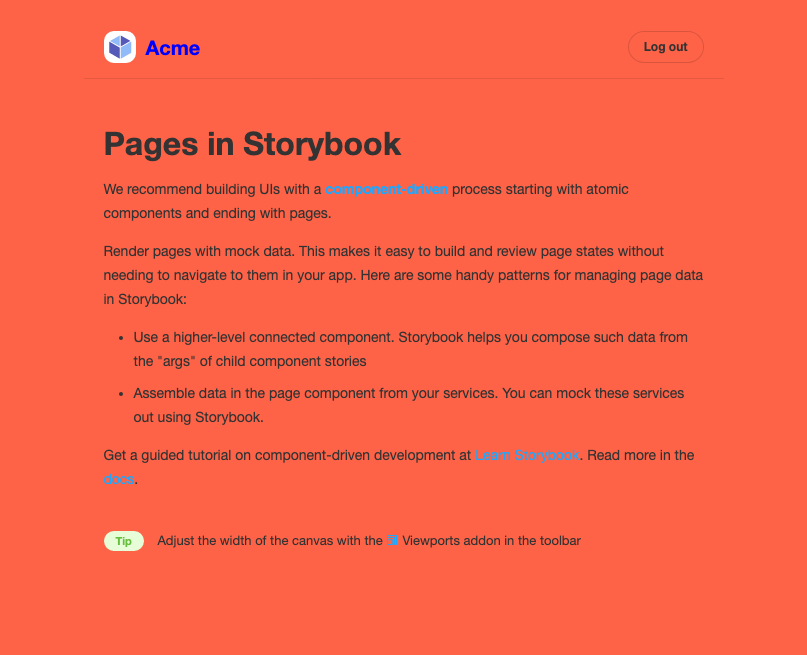 Acme
Log out
Pages in Storybook
We recommend building UIs with a component-driven process starting with atomic
components and ending with pages.
Render pages with mock data. This makes it easy to build and review page states without
needing to navigate to them in your app. Here are some handy patterns for managing page data
in Storybook:
• Use a higher-level connected component. Storybook helps you compose such data from
the "args" of child component stories
• Assemble data in the page component from your services. You can mock these services
out using Storybook.
Get a guided tutorial on component-driven development at Learn Storybook. Read more in the
docs.
Tip Adjust the width of the canvas with the Viewports addon in the toolbar